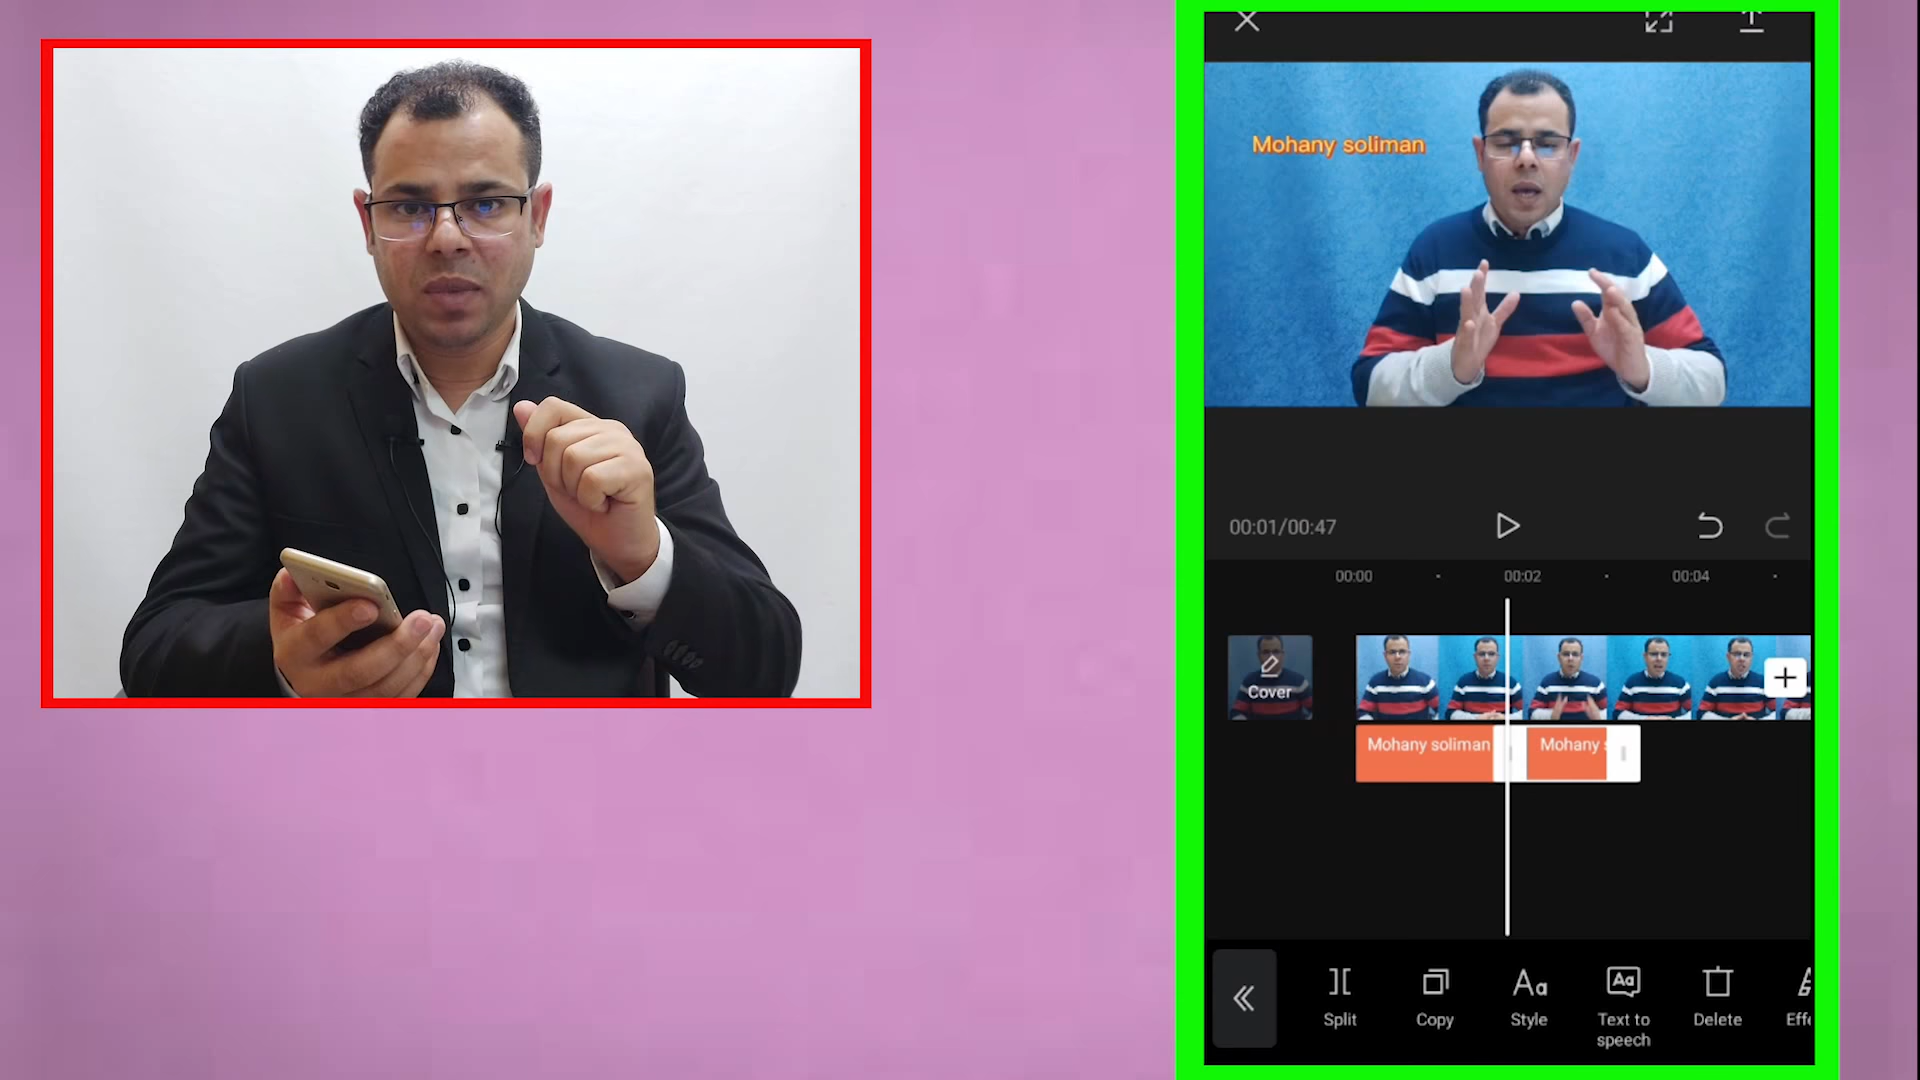 Mohany soliman
00:01/00:47
00:00
00:02
00:04
Cover
Mohany soliman
Mohany
Split
Copy
Style
Text to
speech
Delete
Effe